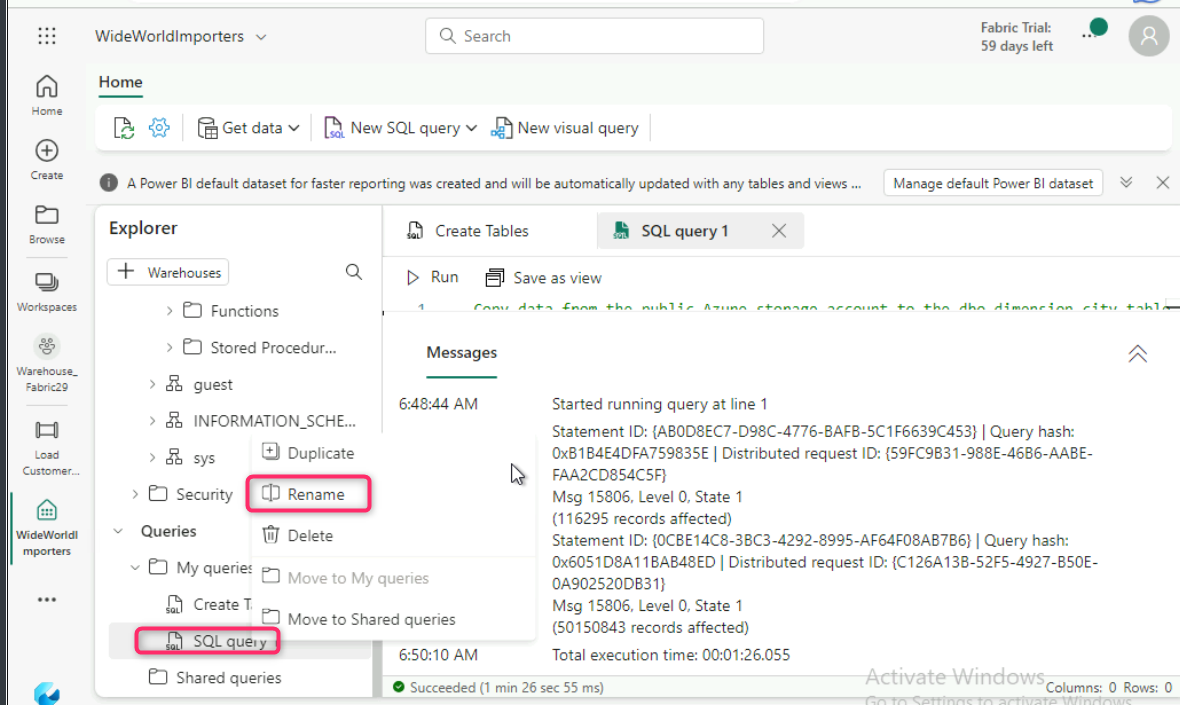 WideWorldImporters
Search
Fabric Trial:
59 days left
Home
Home
Get data
New SQL query
New visual query
Create
A Power BI default dataset for faster reporting was created and will be automatically updated with any tables and views ...
Manage default Power BI dataset
Browse
Workspaces
Warehouse_
Fabric29
Load
Customer...
WideWorldI
mporters
Explorer
Warehouses
Functions
Stored Procedur...
guest
INFORMATION_SCHE...
sys
Security
Queries
My queries
Create T
SQL query
Shared queries
Duplicate
Rename
Delete
Move to My queries
Move to Shared queries
Create Tables
SQL query 1
Run
Save as view
1 Copy data from the public Azure storage account to the dbo.dimension_city table
Messages
6:48:44 AM
Started running query at line 1
Statement ID: {AB0D8EC7-D98C-4776-BAFB-5C1F6639C453} | Query hash:
0xB1B4E4DFA759835E | Distributed request ID: {59FC9B31-988E-46B6-AABE-
FAA2CD854C5F}
Msg 15806, Level 0, State 1
(116295 records affected)
Statement ID: {0CBE14C8-3BC3-4292-8995-AF64F08AB7B6} | Query hash:
0x6051D8A11BAB48ED | Distributed request ID: {C126A13B-52F5-4927-B50E-
0A902520DB31}
Msg 15806, Level 0, State 1
(50150843 records affected)
6:50:10 AM
Total execution time: 00:01:26.055
Succeeded (1 min 26 sec 55 ms)
Columns: 0 Rows: 0
Activate Windows
Go to Settings to activate Windows.